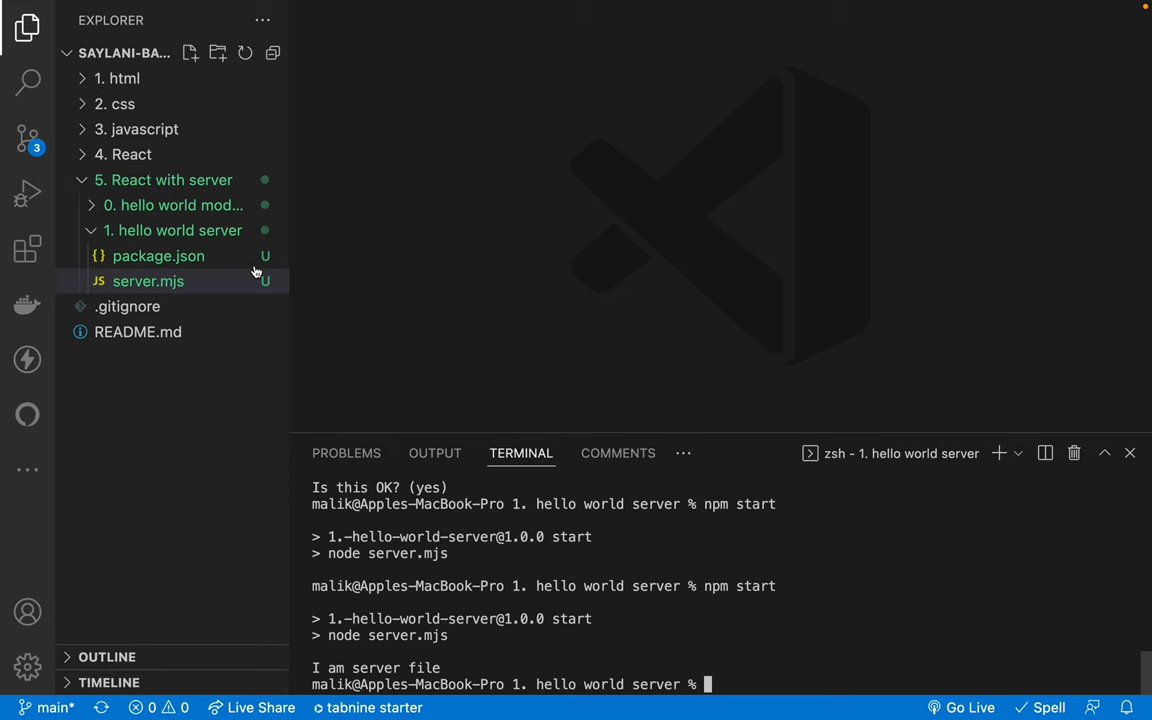 EXPLORER
SAYLANI-BA...
1. html
2. css
3. javascript
4. React
5. React with server
0. hello world mod...
1. hello world server
{} package.json U
JS server.mjs U
.gitignore
README.md
OUTLINE
TIMELINE
3
PROBLEMS OUTPUT TERMINAL COMMENTS ... zsh - 1. hello world server
Is this OK? (yes)
malik@Apples-MacBook-Pro 1. hello world server % npm start
> 1.-hello-world-server@1.0.0 start
> node server.mjs
malik@Apples-MacBook-Pro 1. hello world server % npm start
> 1.-hello-world-server@1.0.0 start
> node server.mjs
I am server file
malik@Apples-MacBook-Pro 1. hello world server %
main* 0 0 Live Share tabnine starter Go Live Spell